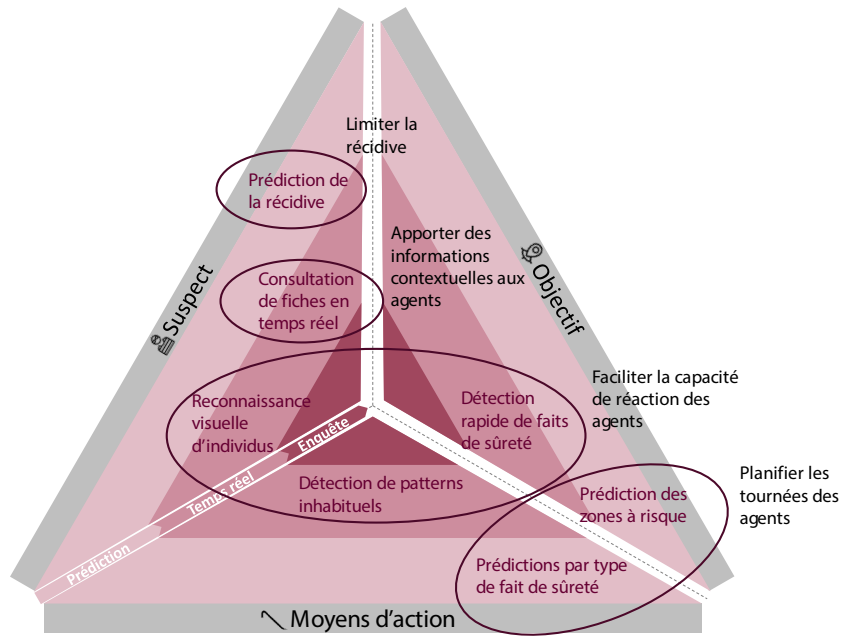 Limiter la
récidive
Prédiction de
la récidive
Apporter des
informations
contextuelles aux
agents
Consultation
de fiches en
temps réel
Suspect
Objectif
Faciliter la capacité
de réaction des
agents
Reconnaissance
visuelle
d'individus
Détection
rapide de faits
de sûreté
Enquête
Temps réel
Prédiction
Détection de patterns
inhabituels
Planifier les
tournées des
agents
Prédiction des
zones à risque
Prédictions par type
de fait de sûreté
Moyens d'action